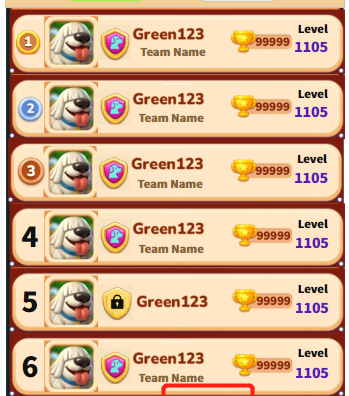 1
Green123
Team Name
99999
Level
1105
2
Green123
Team Name
99999
Level
1105
3
Green123
Team Name
99999
Level
1105
4
Green123
Team Name
99999
Level
1105
5
Green123
99999
Level
1105
6
Green123
Team Name
99999
Level
1105